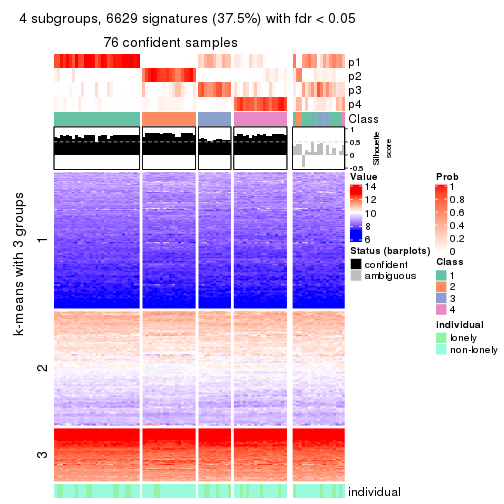 4 subgroups, 6629 signatures (37.5%) with fdr < 0.05
76 confident samples
p1
p2
p3
p4
Class
1
0.5
0
-0.5
Silhouette
score
k-means with 3 groups
1
2
3
individual
Value
14
12
10
8
6
Status (barplots)
confident
ambiguous
Prob
1
0.8
0.6
0.4
0.2
0
Class
1
2
3
4
individual
lonely
non-lonely